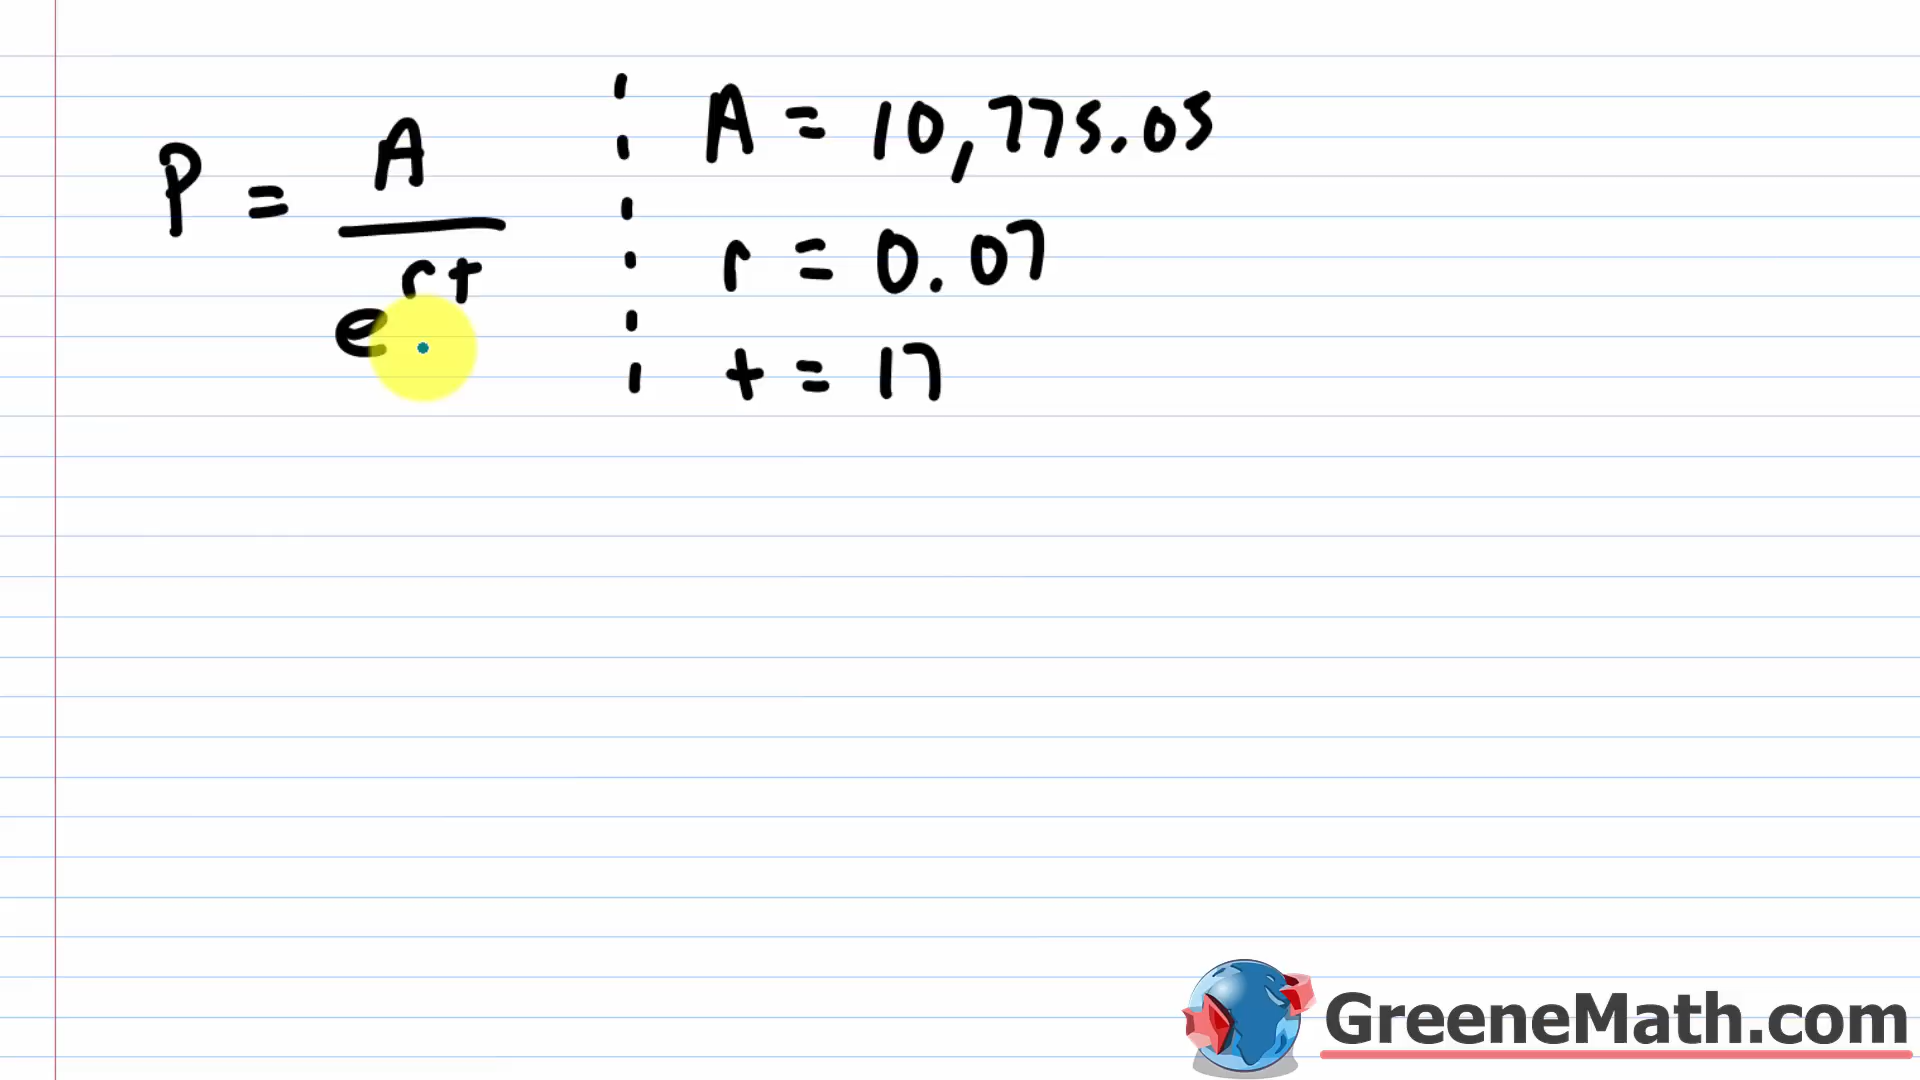 P = A / e^rt
A = 10,775.05
r = 0.07
t = 17
GreeneMath.com